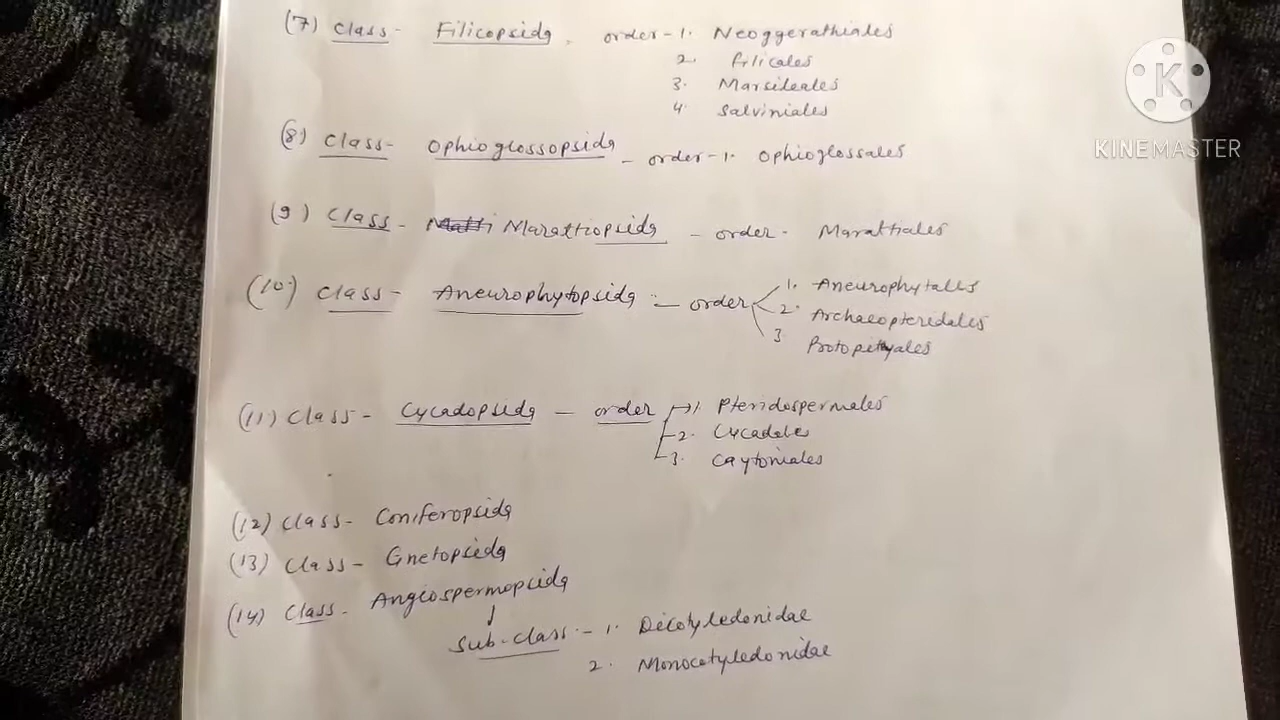 (7) Class - Filicopsida. order - 1. Neoggerathiales
2. Filicales
3. Marsileales
4. Salviniales
(8) Class - Ophioglossopsida - order - 1. Ophioglossales
(9) Class - Marattiopsida - order - Marattiales
(10) Class - Aneurophytopsida :- order 1. Aneurophytales
2. Archaeopteridales
3. Protopityales
(11) Class - Cycadopsida - order 1. Pteridospermales
2. Cycadales
3. Caytoniales
(12) Class - Coniferopsida
(13) Class - Gnetopsida
(14) Class - Angiospermopsida
Sub-class - 1. Dicotyledonidae
2. Monocotyledonidae
K
KINEMASTER